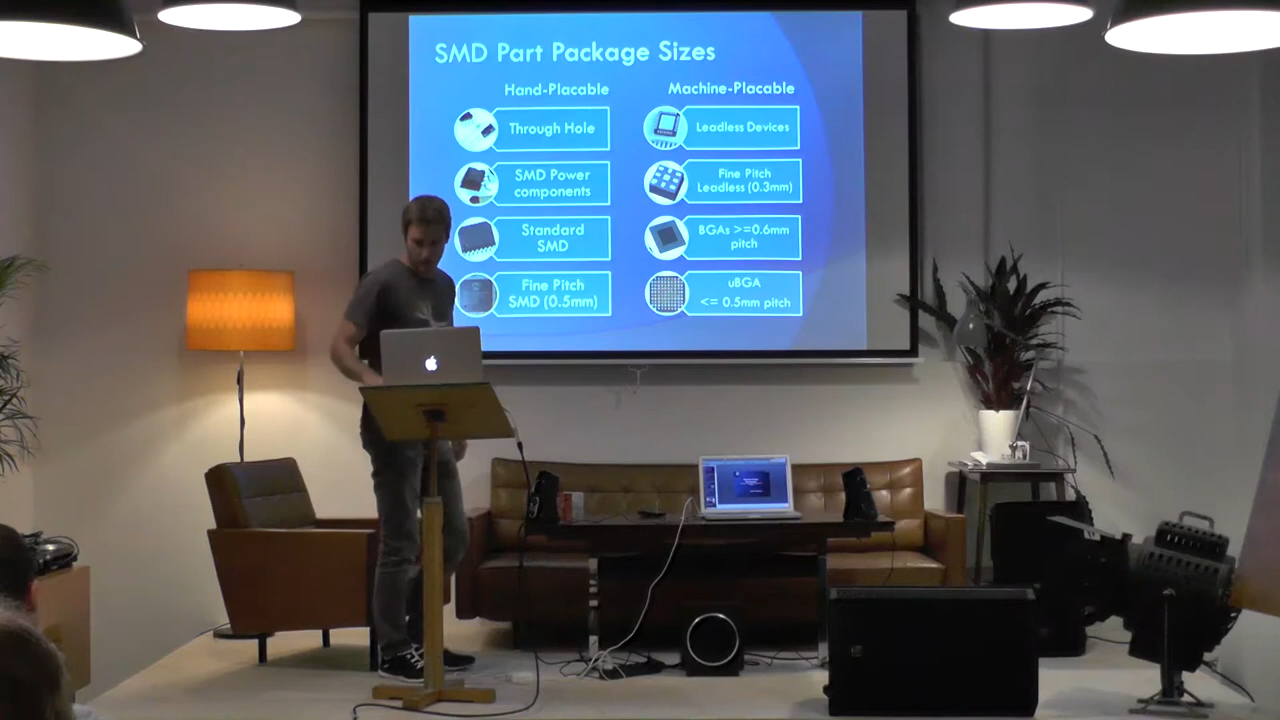 SMD Part Package Sizes
Hand-Placable
Through Hole
SMD Power
components
Standard
SMD
Fine Pitch
SMD (0.5mm)
Machine-Placable
Leadless Devices
Fine Pitch
Leadless (0.3mm)
BGAs >=0.6mm
pitch
uBGA
<= 0.5mm pitch